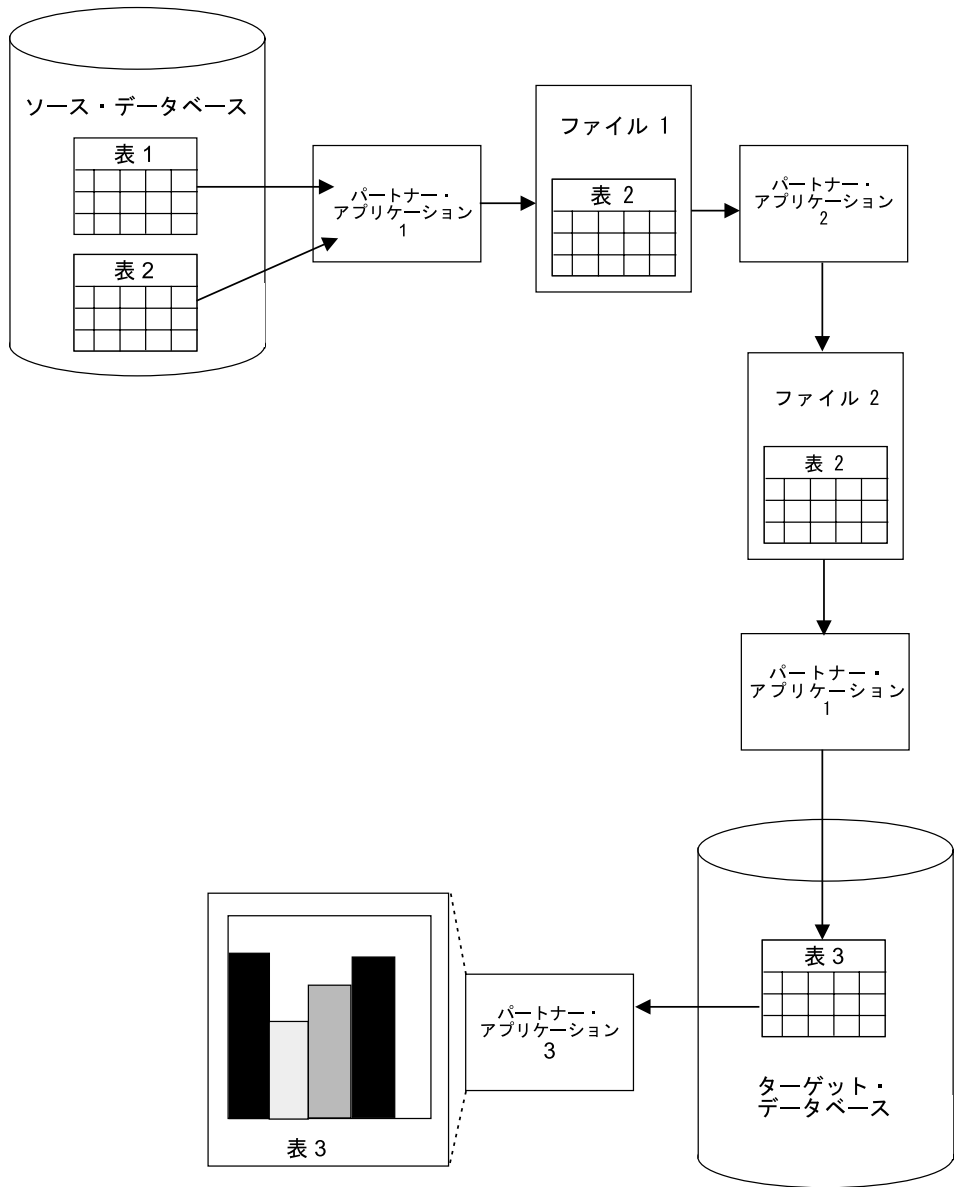 ソース・データベース
表 1
表 2
パートナー・
アプリケーション
1
ファイル 1
表 2
パートナー・
アプリケーション
2
ファイル 2
表 2
パートナー・
アプリケーション
1
表 3
ターゲット・
データベース
パートナー・
アプリケーション
3
表 3